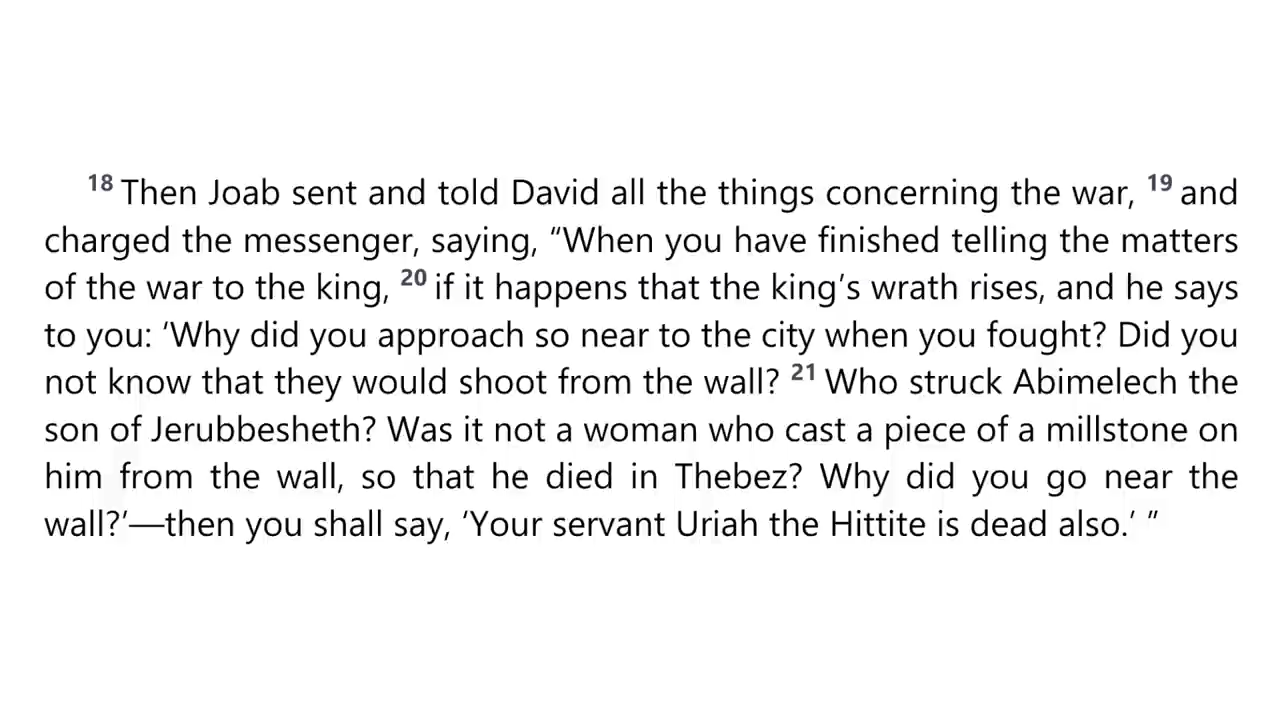 18 Then Joab sent and told David all the things concerning the war, 19 and
charged the messenger, saying, “When you have finished telling the matters
of the war to the king, 20 if it happens that the king’s wrath rises, and he says
to you: ‘Why did you approach so near to the city when you fought? Did you
not know that they would shoot from the wall? 21 Who struck Abimelech the
son of Jerubbesheth? Was it not a woman who cast a piece of a millstone on
him from the wall, so that he died in Thebez? Why did you go near the
wall?’—then you shall say, ‘Your servant Uriah the Hittite is dead also.’ ”